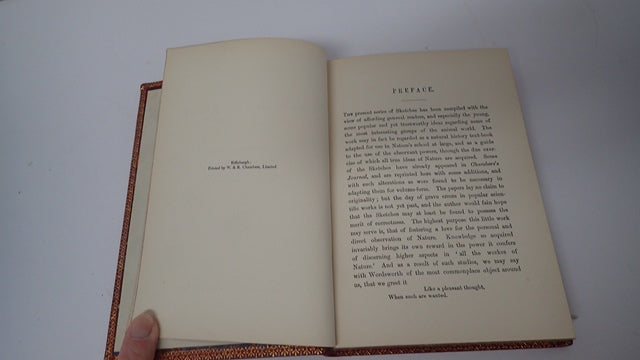 Edinburgh:
Printed by W. & R. Chambers, Limited.
PREFACE.
THE present series of Sketches has been compiled with the
view of affording general readers, and especially the young,
some popular and yet trustworthy ideas regarding some of
the most interesting groups of the animal world. The
work may in fact be regarded as a natural history text-book
adapted for use in Nature's school at large, and as a guide
to the use of the observant powers, through the due exer-
cise of which all true ideas of Nature are acquired. Some
of the Sketches have already appeared in Chambers's
Journal, and are reprinted here with some additions, and
with such alterations as were found to be necessary in
adapting them for volume-form. The papers lay no claim to
originality; but the day of grave errors in popular scien-
tific works is not yet past, and the author would fain hope
that the Sketches may at least be found to possess the
merit of correctness. The highest purpose this little work
may serve, is that of fostering a love for the personal and
direct observation of Nature. Knowledge so acquired
invariably brings its own reward in the power it confers
of discerning higher aspects in 'all the workes of
Nature.' And as a result of such studies, we may say
with Wordsworth of the most commonplace object around
us, that we greet it
Like a pleasant thought,
When such are wanted.